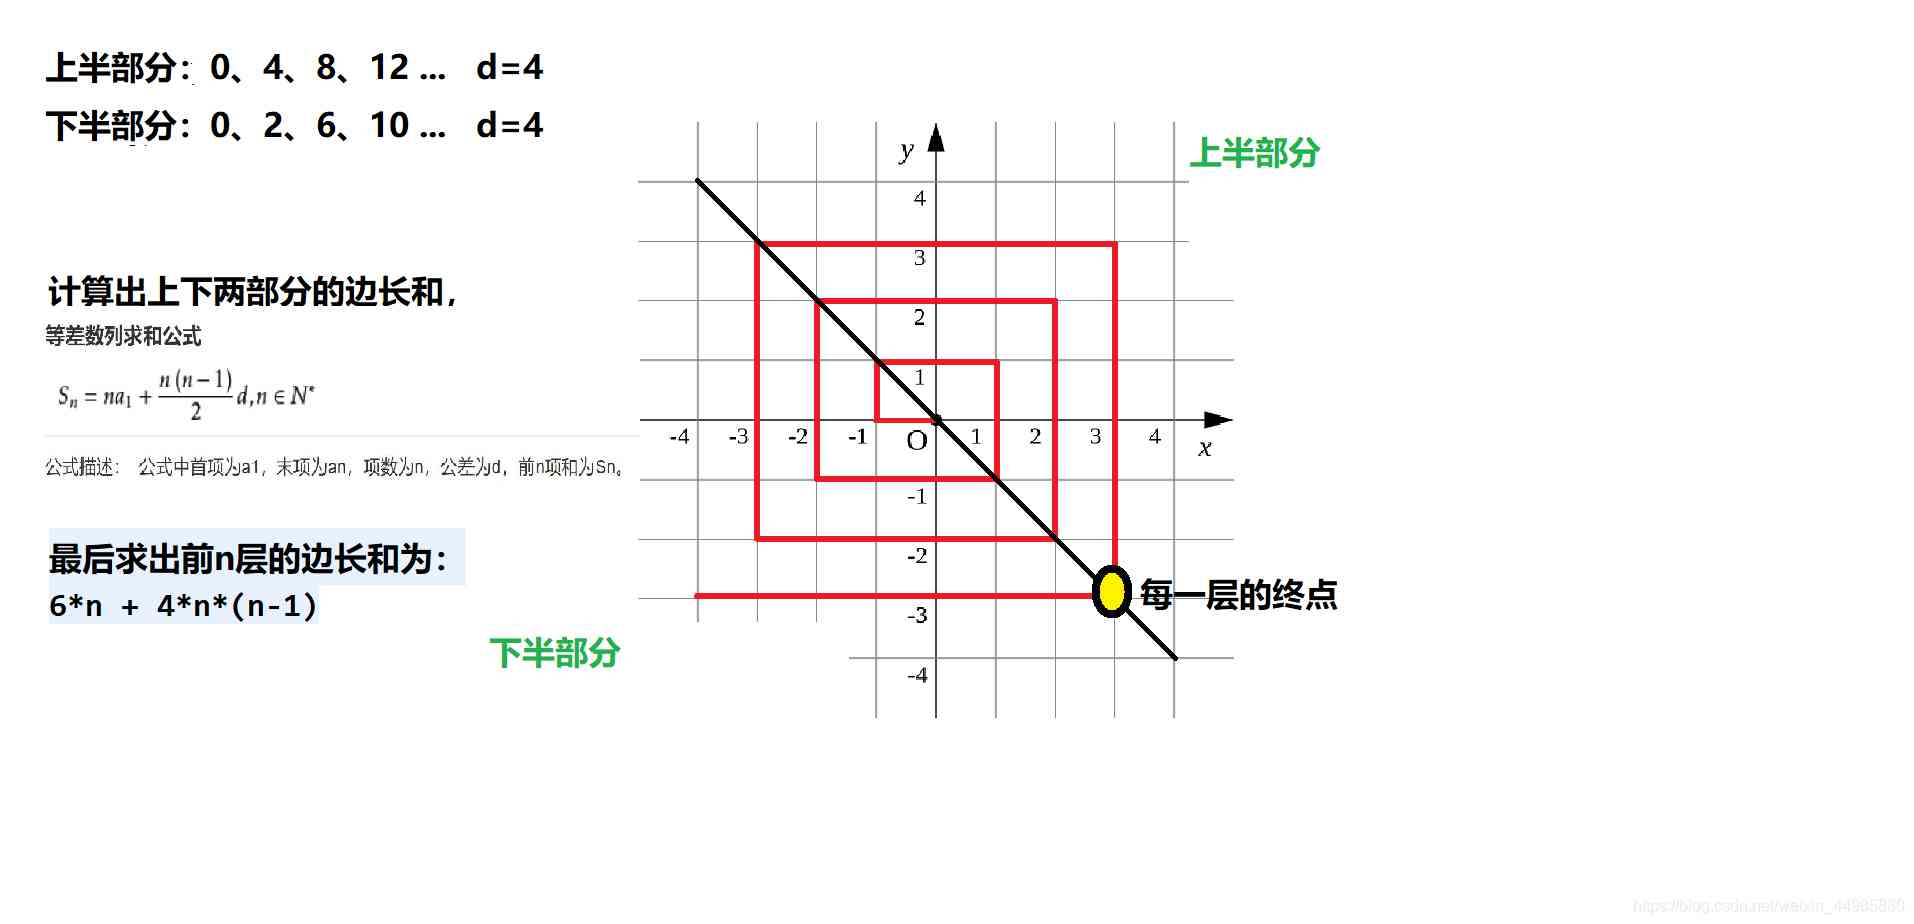 上半部分：0、4、8、12 ... d=4
下半部分：0、2、6、10 ... d=4
计算出上下两部分的边长和，
等差数列求和公式
Sₙ = na₁ + n(n−1)/2 d, n ∈ N*
公式描述： 公式中首项为a1，末项为an，项数为n，公差为d，前n项和为Sn。
最后求出前n层的边长和为：
6*n + 4*n*(n-1)
上半部分
y
4
3
2
1
-4 -3 -2 -1 O 1 2 3 4 x
-1
-2
-3
-4
每一层的终点
下半部分
https://blog.csdn.net/weixin_44985880